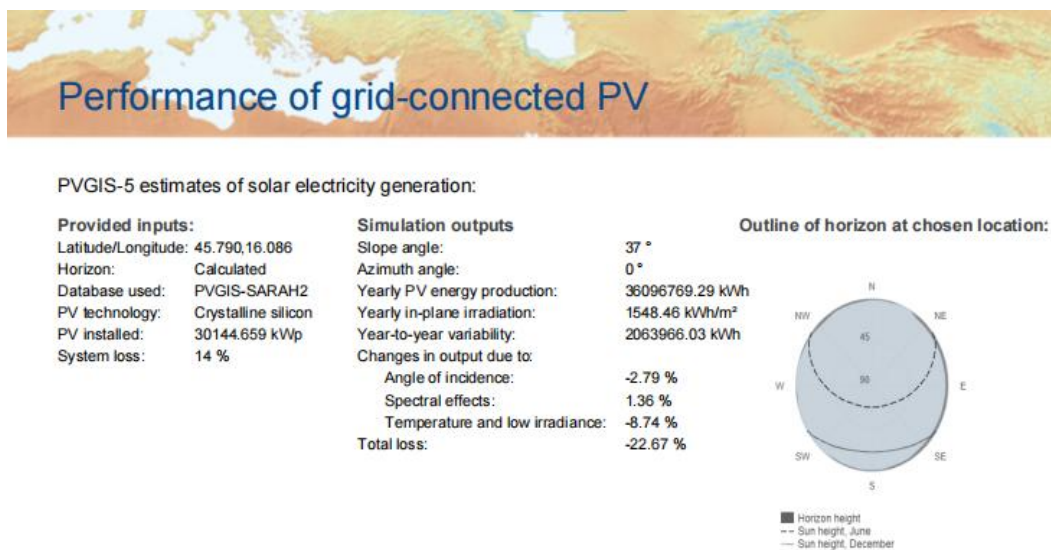 Performance of grid-connected PV
PVGIS-5 estimates of solar electricity generation:
Provided inputs:
Latitude/Longitude: 45.790,16.086
Horizon: Calculated
Database used: PVGIS-SARAH2
PV technology: Crystalline silicon
PV installed: 30144.659 kWp
System loss: 14 %
Simulation outputs
Slope angle: 37 °
Azimuth angle: 0 °
Yearly PV energy production: 36096769.29 kWh
Yearly in-plane irradiation: 1548.46 kWh/m²
Year-to-year variability: 2063966.03 kWh
Changes in output due to:
Angle of incidence: -2.79 %
Spectral effects: 1.36 %
Temperature and low irradiance: -8.74 %
Total loss: -22.67 %
Outline of horizon at chosen location:
N
NW NE
45
90
W E
SW SE
S
Horizon height
Sun height, June
Sun height, December